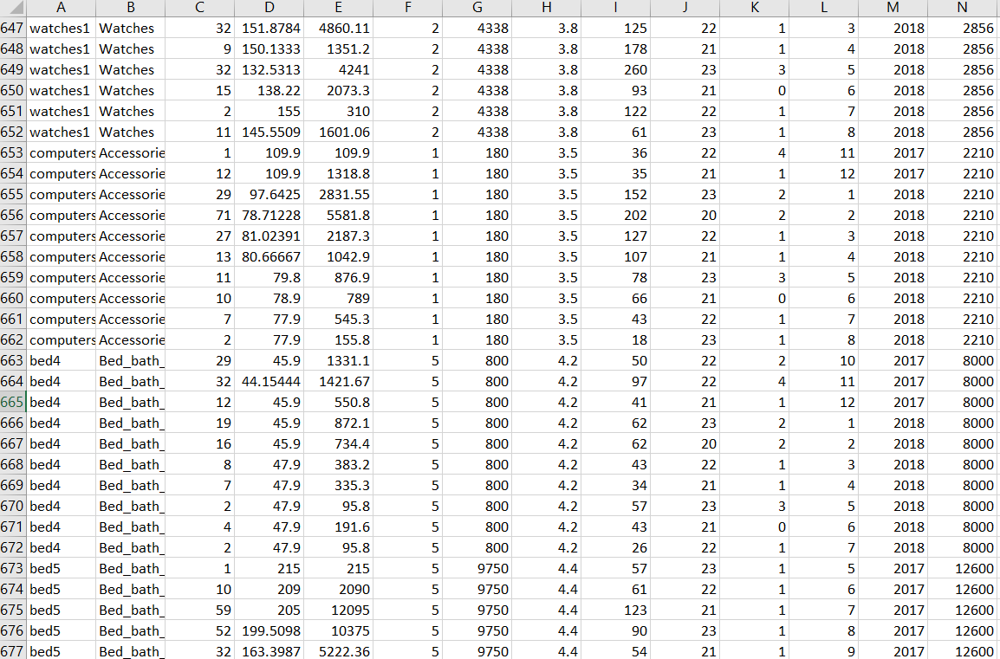 A B C D E F G H I J K L M N
647 watches1 Watches 32 151.8784 4860.11 2 4338 3.8 125 22 1 3 2018 2856
648 watches1 Watches 9 150.1333 1351.2 2 4338 3.8 178 21 1 4 2018 2856
649 watches1 Watches 32 132.5313 4241 2 4338 3.8 260 23 3 5 2018 2856
650 watches1 Watches 15 138.22 2073.3 2 4338 3.8 93 21 0 6 2018 2856
651 watches1 Watches 2 155 310 2 4338 3.8 122 22 1 7 2018 2856
652 watches1 Watches 11 145.5509 1601.06 2 4338 3.8 61 23 1 8 2018 2856
653 computers Accessorie 1 109.9 109.9 1 180 3.5 36 22 4 11 2017 2210
654 computers Accessorie 12 109.9 1318.8 1 180 3.5 35 21 1 12 2017 2210
655 computers Accessorie 29 97.6425 2831.55 1 180 3.5 152 23 2 1 2018 2210
656 computers Accessorie 71 78.71228 5581.8 1 180 3.5 202 20 2 2 2018 2210
657 computers Accessorie 27 81.02391 2187.3 1 180 3.5 127 22 1 3 2018 2210
658 computers Accessorie 13 80.66667 1042.9 1 180 3.5 107 21 1 4 2018 2210
659 computers Accessorie 11 79.8 876.9 1 180 3.5 78 23 3 5 2018 2210
660 computers Accessorie 10 78.9 789 1 180 3.5 66 21 0 6 2018 2210
661 computers Accessorie 7 77.9 545.3 1 180 3.5 43 22 1 7 2018 2210
662 computers Accessorie 2 77.9 155.8 1 180 3.5 18 23 1 8 2018 2210
663 bed4 Bed_bath_ 29 45.9 1331.1 5 800 4.2 50 22 2 10 2017 8000
664 bed4 Bed_bath_ 32 44.15444 1421.67 5 800 4.2 97 22 4 11 2017 8000
665 bed4 Bed_bath_ 12 45.9 550.8 5 800 4.2 41 21 1 12 2017 8000
666 bed4 Bed_bath_ 19 45.9 872.1 5 800 4.2 62 23 2 1 2018 8000
667 bed4 Bed_bath_ 16 45.9 734.4 5 800 4.2 62 20 2 2 2018 8000
668 bed4 Bed_bath_ 8 47.9 383.2 5 800 4.2 43 22 1 3 2018 8000
669 bed4 Bed_bath_ 7 47.9 335.3 5 800 4.2 34 21 1 4 2018 8000
670 bed4 Bed_bath_ 2 47.9 95.8 5 800 4.2 57 23 3 5 2018 8000
671 bed4 Bed_bath_ 4 47.9 191.6 5 800 4.2 43 21 0 6 2018 8000
672 bed4 Bed_bath_ 2 47.9 95.8 5 800 4.2 26 22 1 7 2018 8000
673 bed5 Bed_bath_ 1 215 215 5 9750 4.4 57 23 1 5 2017 12600
674 bed5 Bed_bath_ 10 209 2090 5 9750 4.4 61 22 1 6 2017 12600
675 bed5 Bed_bath_ 59 205 12095 5 9750 4.4 123 21 1 7 2017 12600
676 bed5 Bed_bath_ 52 199.5098 10375 5 9750 4.4 90 23 1 8 2017 12600
677 bed5 Bed_bath_ 32 163.3987 5222.36 5 9750 4.4 54 21 1 9 2017 12600